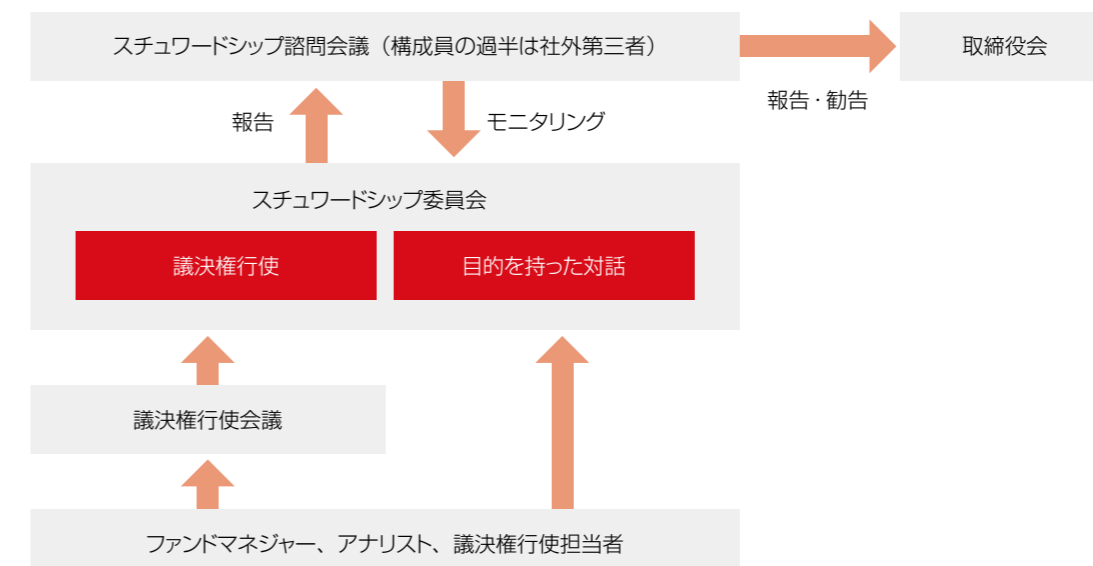 スチュワードシップ諮問会議（構成員の過半は社外第三者）
取締役会
報告・勧告
報告
モニタリング
スチュワードシップ委員会
議決権行使
目的を持った対話
議決権行使会議
ファンドマネジャー、アナリスト、議決権行使担当者